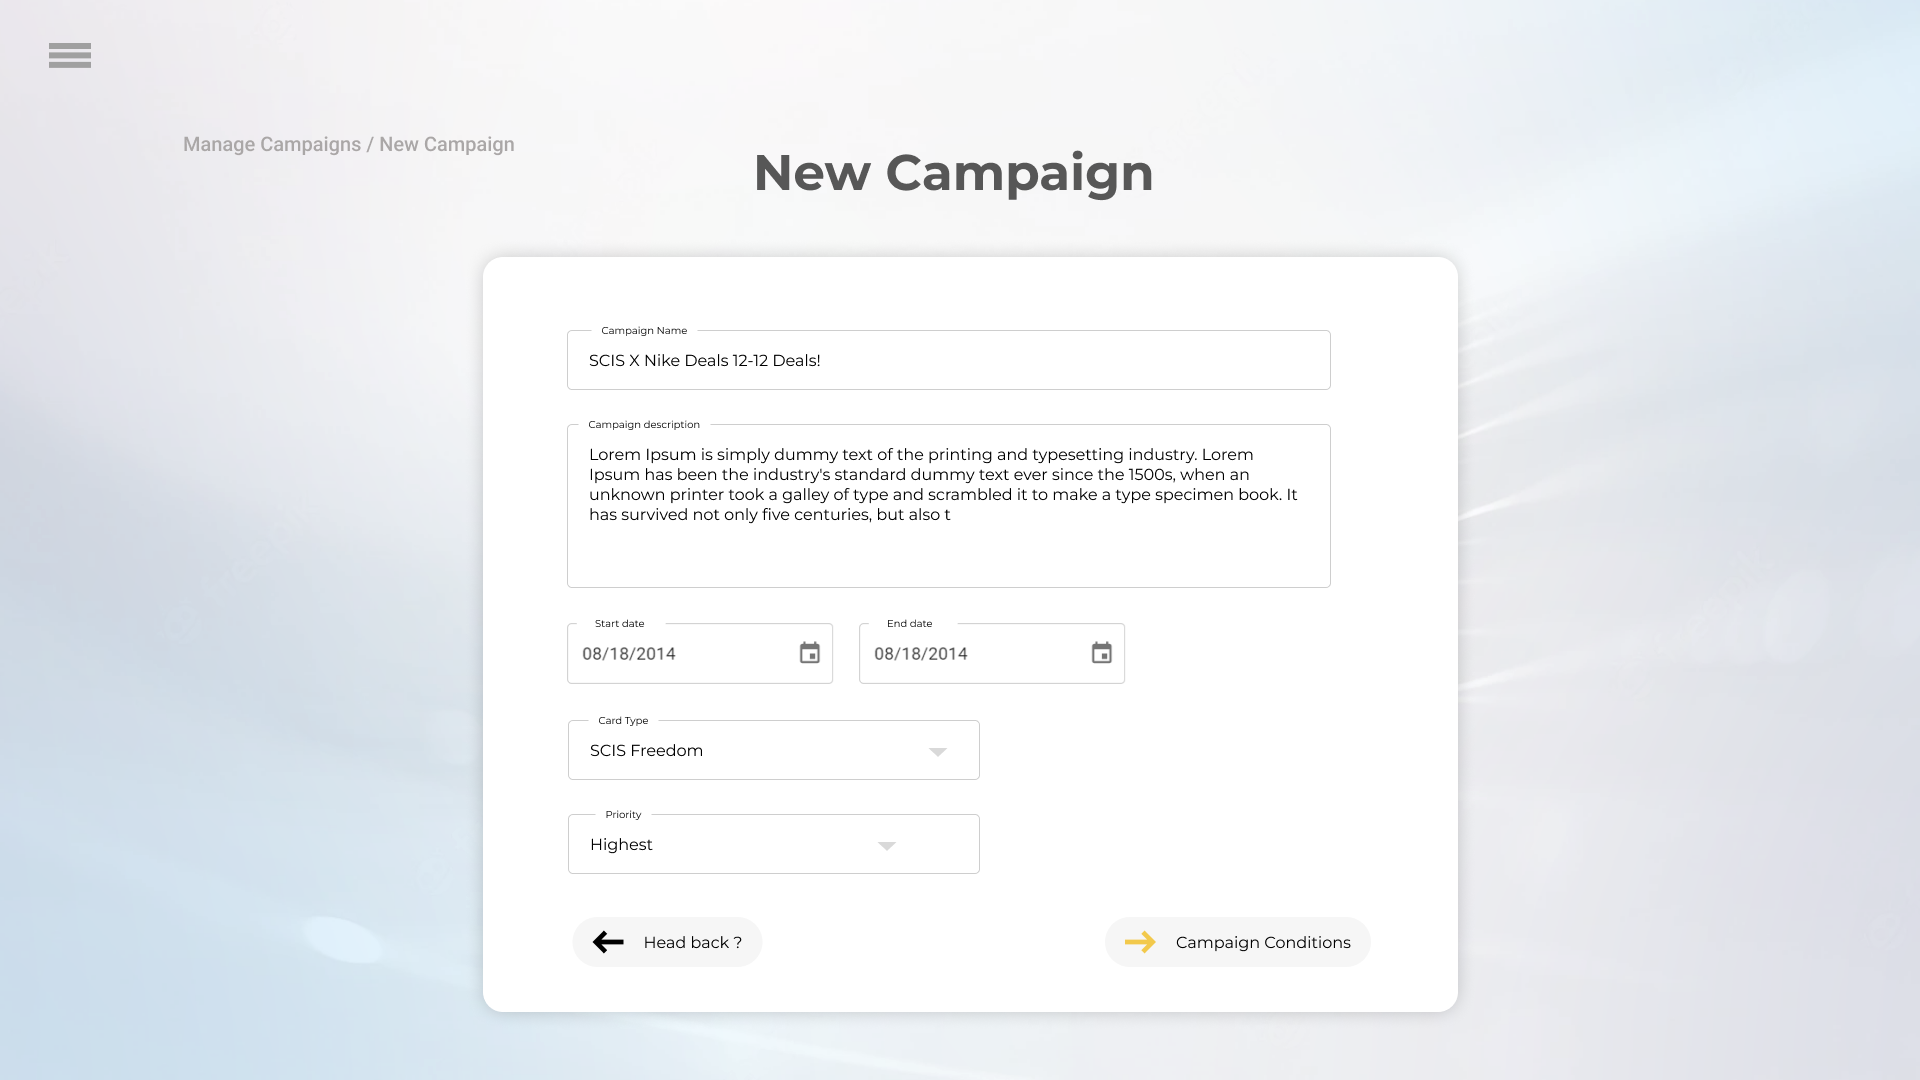 Manage Campaigns / New Campaign
New Campaign
Campaign Name
SCIS X Nike Deals 12-12 Deals!
Campaign description
Lorem Ipsum is simply dummy text of the printing and typesetting industry. Lorem
Ipsum has been the industry's standard dummy text ever since the 1500s, when an
unknown printer took a galley of type and scrambled it to make a type specimen book. It
has survived not only five centuries, but also t
Start date
08/18/2014
End date
08/18/2014
Card Type
SCIS Freedom
Priority
Highest
Head back ?
Campaign Conditions